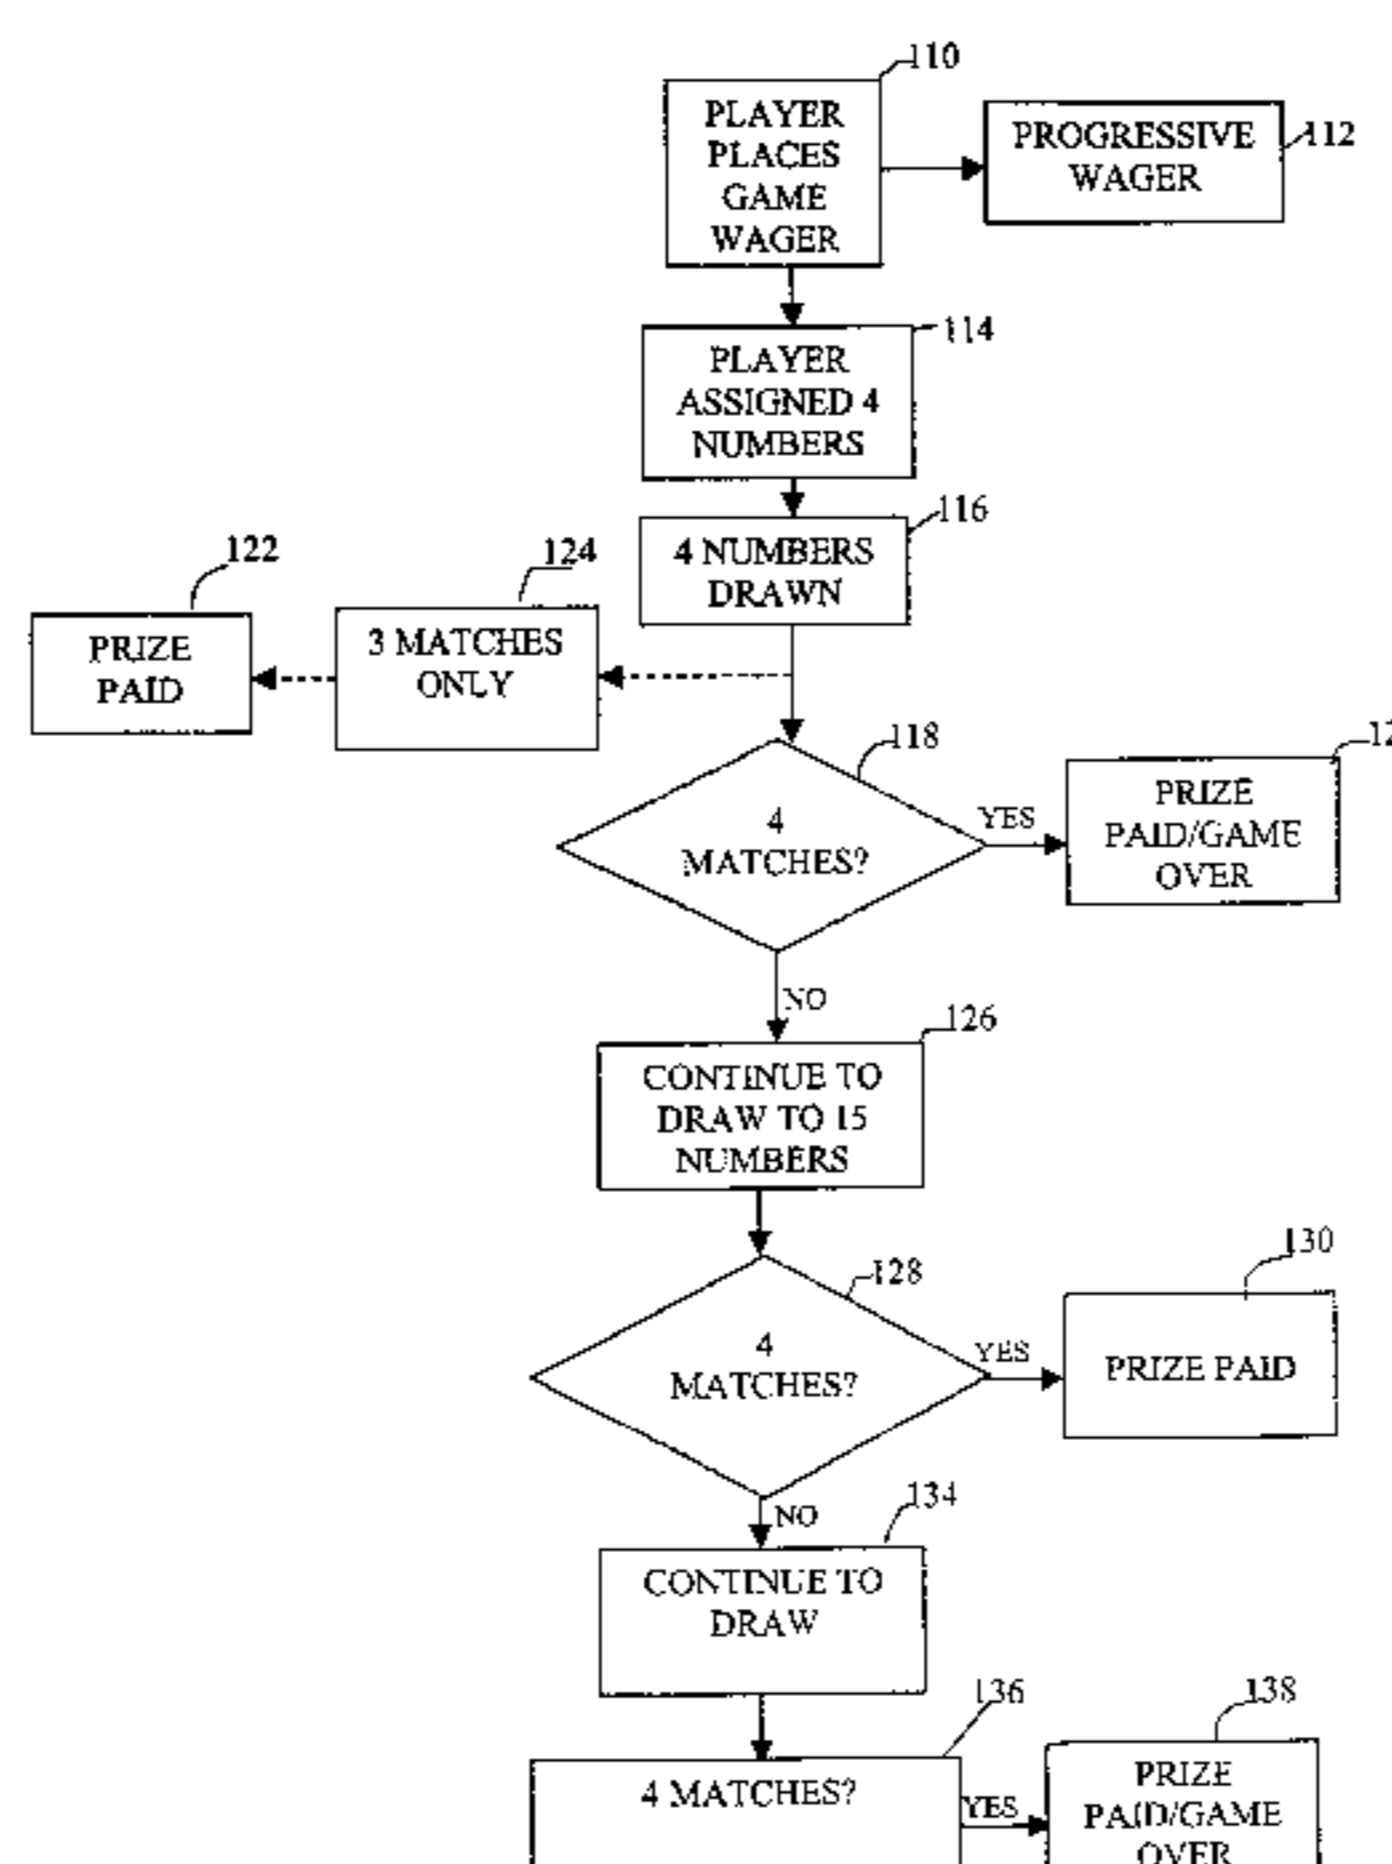 110
PLAYER
PLACES
GAME
WAGER
PROGRESSIVE
WAGER
112
114
PLAYER
ASSIGNED 4
NUMBERS
116
4 NUMBERS
DRAWN
122
124
PRIZE
PAID
3 MATCHES
ONLY
118
4
MATCHES?
YES
PRIZE
PAID/GAME
OVER
NO
126
CONTINUE TO
DRAW TO 15
NUMBERS
128
130
4
MATCHES?
YES
PRIZE PAID
NO
134
CONTINUE TO
DRAW
136
138
4 MATCHES?
YES
PRIZE
PAID/GAME
OVER